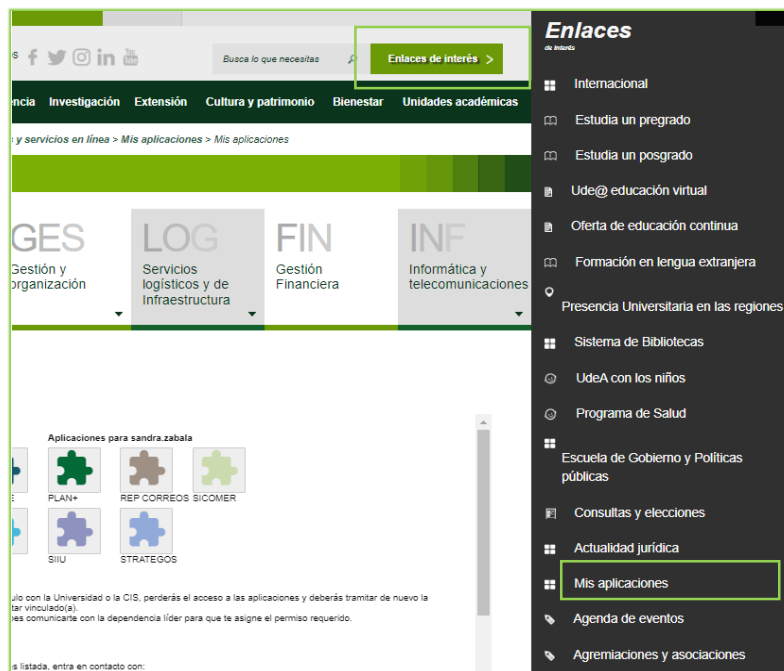 os
You Tube
Busca lo que necesitas
Enlaces de interés >
encia Investigación Extensión Cultura y patrimonio Bienestar Unidades académicas
s y servicios en línea > Mis aplicaciones > Mis aplicaciones
GES
Gestión y
organización
LOG
Servicios
logísticos y de
Infraestructura
FIN
Gestión
Financiera
INF
Informática y
telecomunicaciones
Aplicaciones para sandra.zabala
E PLAN+ REP CORREOS SICOMER
SIIU STRATEGOS
ulo con la Universidad o la CIS, perderás el acceso a las aplicaciones y deberás tramitar de nuevo la
tar vinculado(a).
bes comunicarte con la dependencia líder para que te asigne el permiso requerido.
s listada, entra en contacto con:
Enlaces
de Interés
Internacional
Estudia un pregrado
Estudia un posgrado
Ude@ educación virtual
Oferta de educación continua
Formación en lengua extranjera
Presencia Universitaria en las regiones
Sistema de Bibliotecas
UdeA con los niños
Programa de Salud
Escuela de Gobierno y Políticas
públicas
Consultas y elecciones
Actualidad jurídica
Mis aplicaciones
Agenda de eventos
Agremiaciones y asociaciones